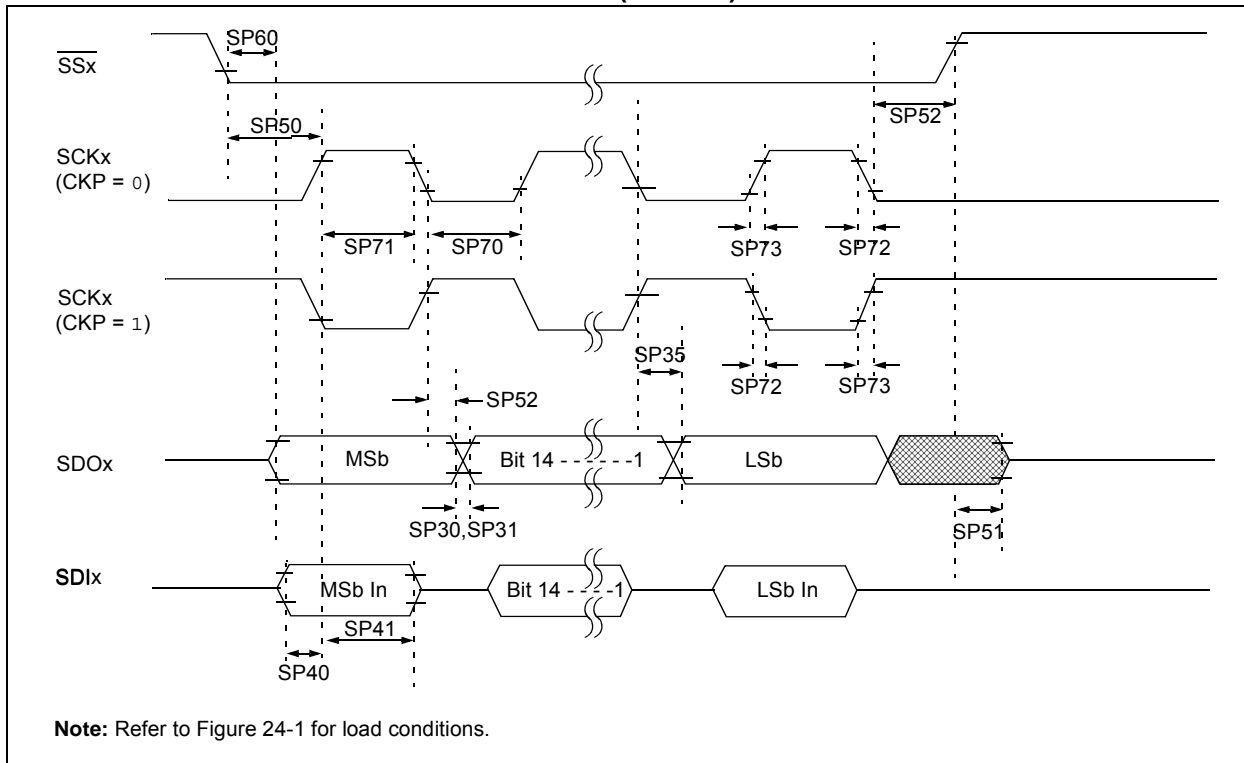 SP60
SSx
SP50
SP52
SCKx
(CKP = 0)
SP71
SP70
SP73
SP72
SCKx
(CKP = 1)
SP35
SP72
SP73
SP52
SDOx
MSb
Bit 14 - - - - - -1
LSb
SP30,SP31
SP51
SDIx
MSb In
Bit 14 - - - -1
LSb In
SP41
SP40
Note: Refer to Figure 24-1 for load conditions.